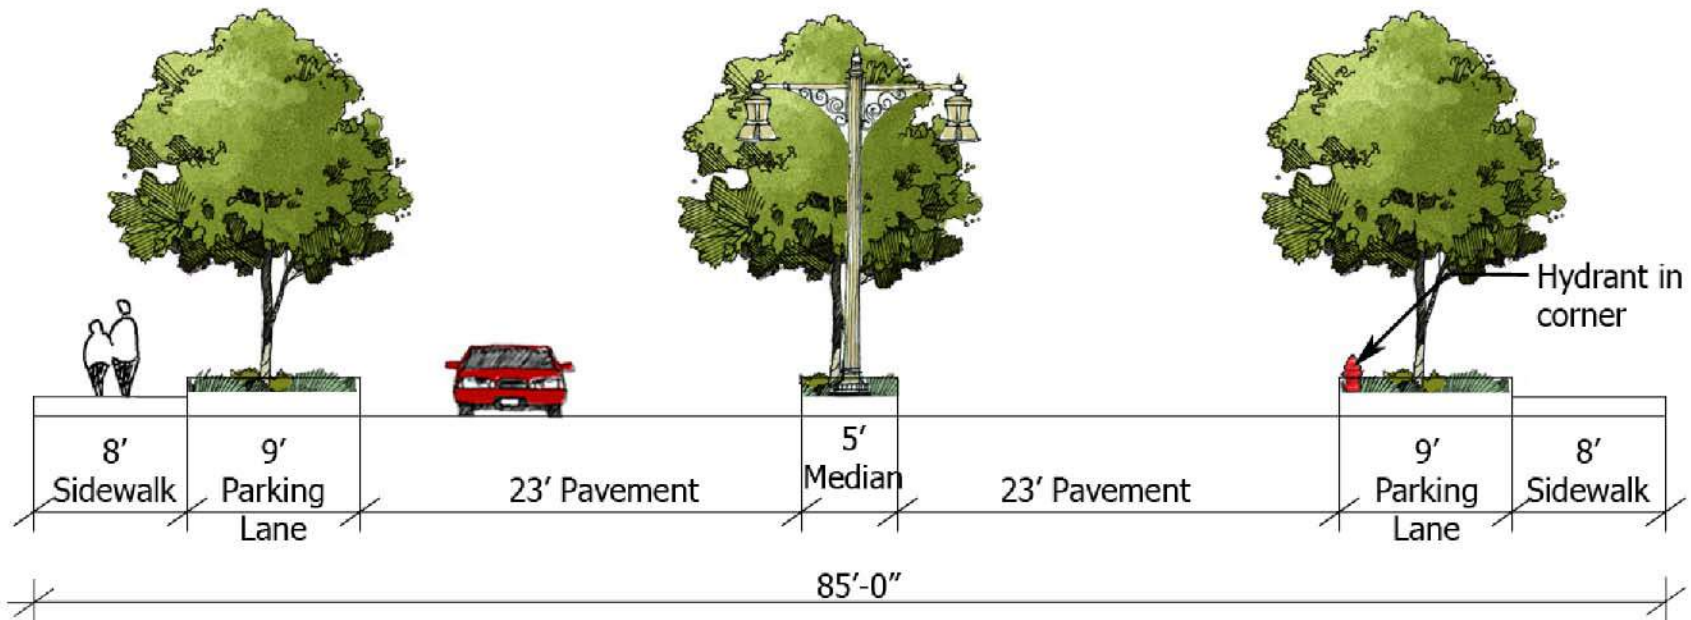 Hydrant in
corner
8′
Sidewalk
9′
Parking
Lane
23′ Pavement
5′
Median
23′ Pavement
9′
Parking
Lane
8′
Sidewalk
85′-0″